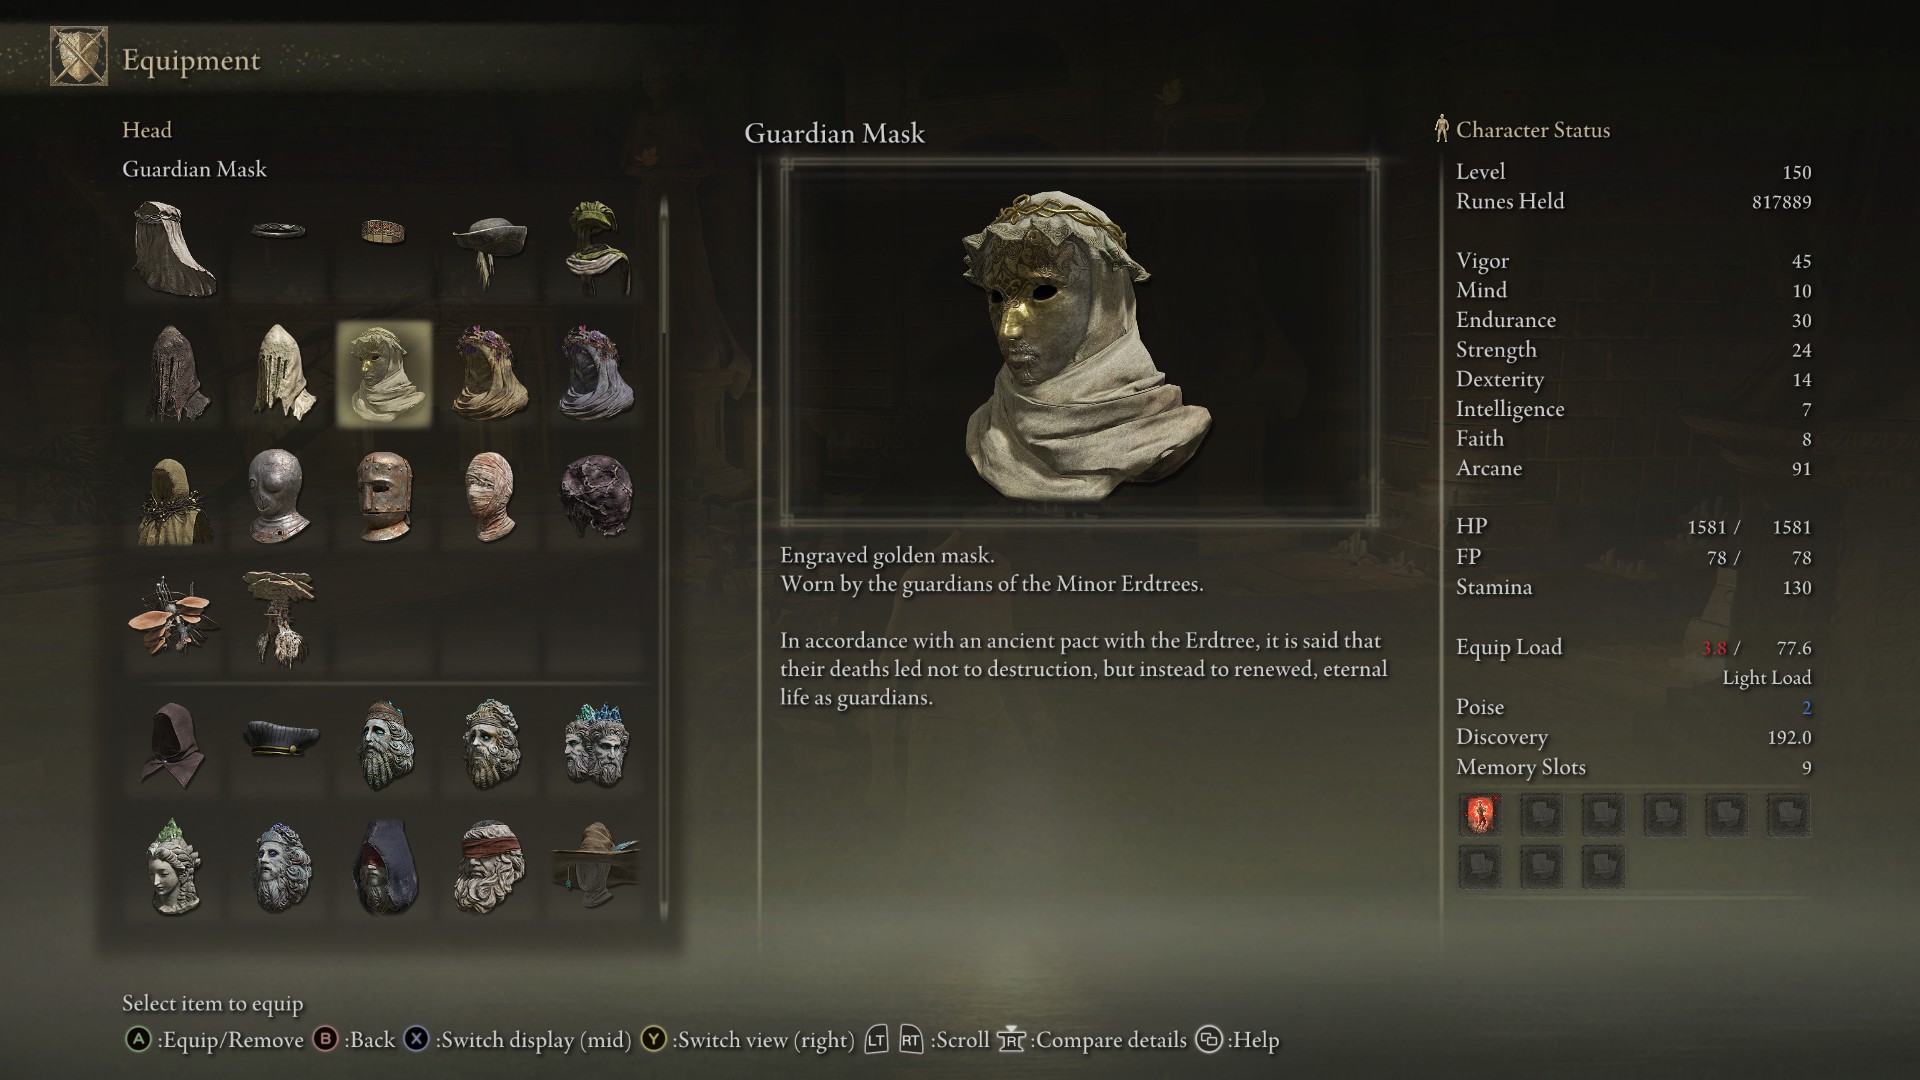 Equipment
Head
Guardian Mask
Guardian Mask
Engraved golden mask.
Worn by the guardians of the Minor Erdtrees.
In accordance with an ancient pact with the Erdtree, it is said that
their deaths led not to destruction, but instead to renewed, eternal
life as guardians.
Character Status
Level 150
Runes Held 817889
Vigor 45
Mind 10
Endurance 30
Strength 24
Dexterity 14
Intelligence 7
Faith 8
Arcane 91
HP 1581 / 1581
FP 78 / 78
Stamina 130
Equip Load 3.8 / 77.6
Light Load
Poise 2
Discovery 192.0
Memory Slots 9
Select item to equip
A :Equip/Remove B :Back X :Switch display (mid) Y :Switch view (right) LT RT :Scroll R :Compare details :Help